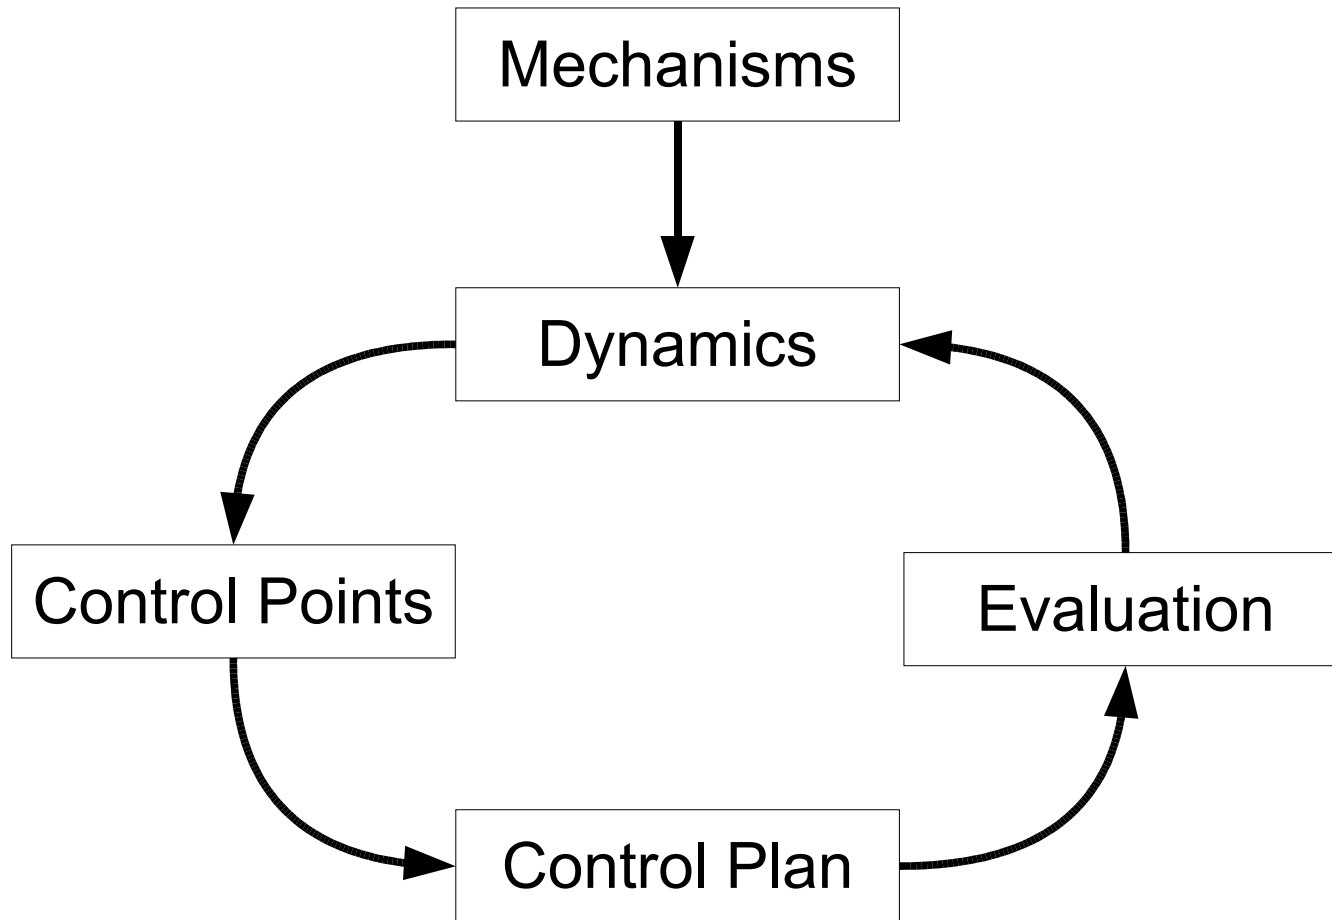 Mechanisms
Dynamics
Control Points
Evaluation
Control Plan